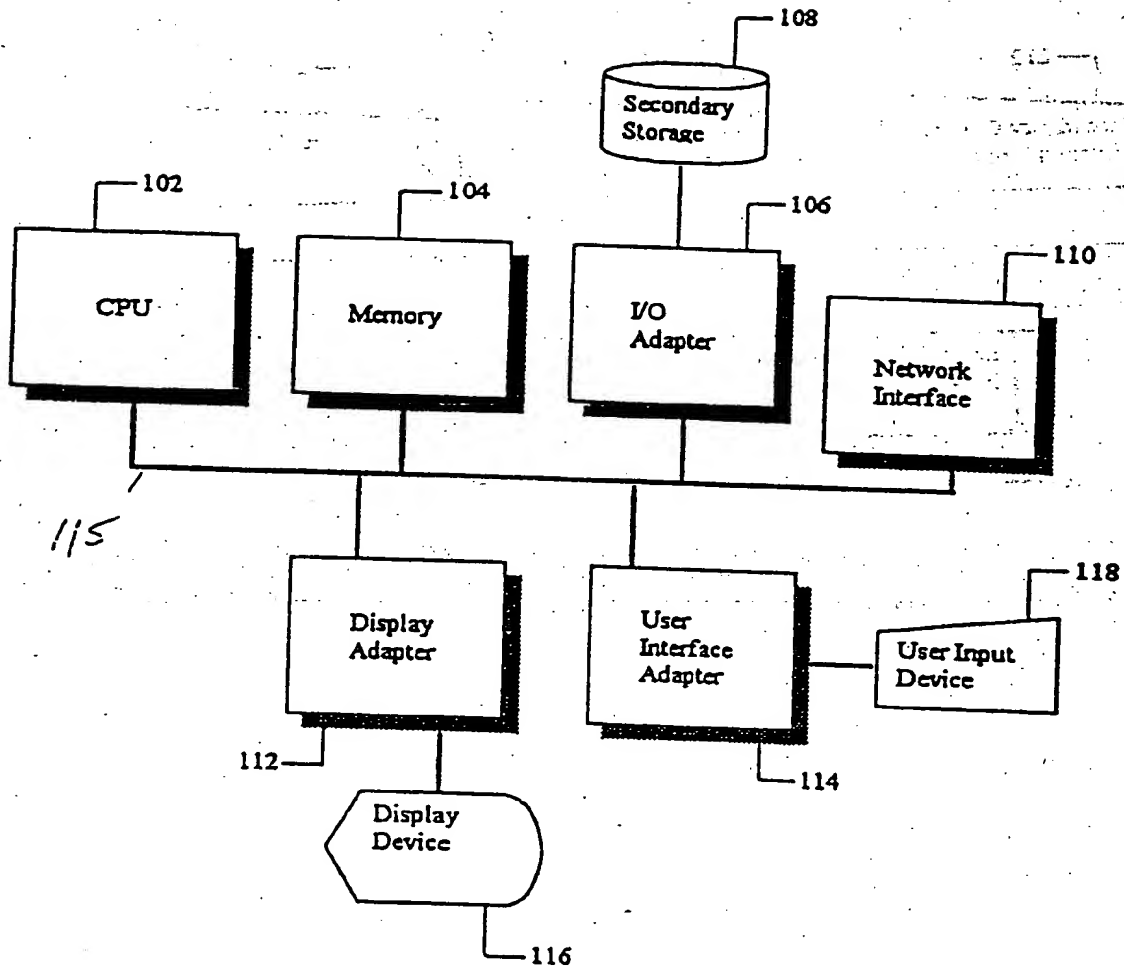 108
Secondary
Storage
102
104
106
110
CPU
Memory
I/O
Adapter
Network
Interface
115
118
Display
Adapter
User
Interface
Adapter
User Input
Device
112
114
Display
Device
116